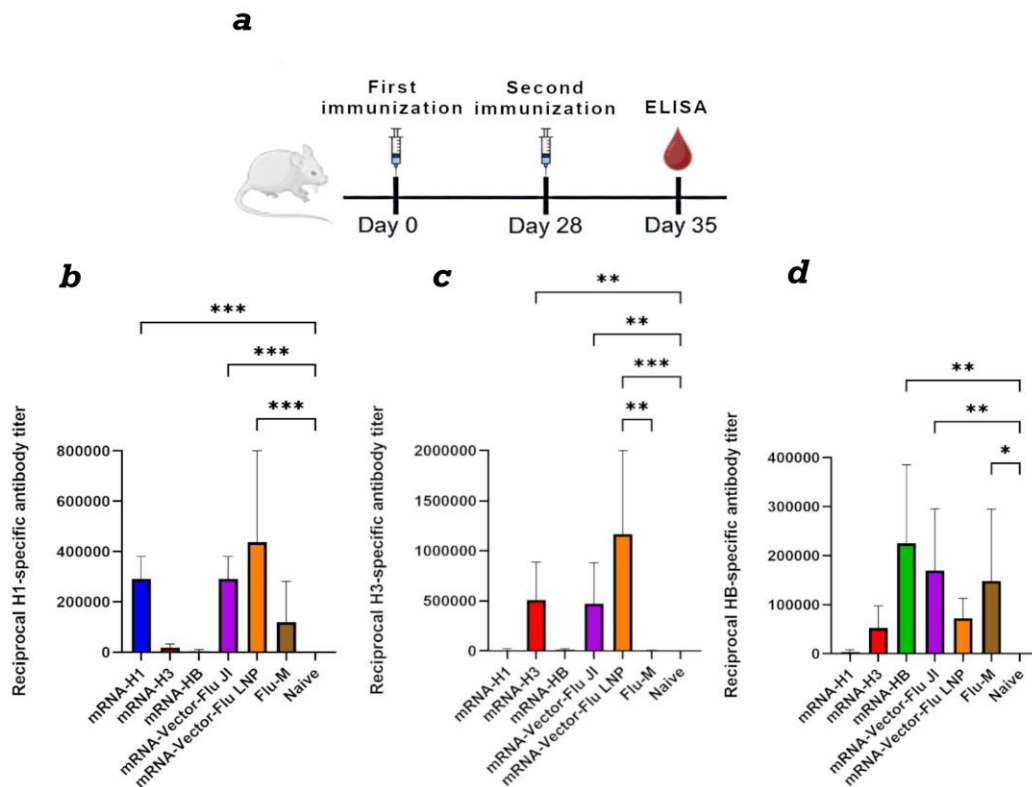 a
First
immunization
Second
immunization
ELISA
Day 0
Day 28
Day 35
b
***
***
***
Reciprocal H1-specific antibody titer
800000
600000
400000
200000
0
mRNA-H1
mRNA-H3
mRNA-HB
mRNA-Vector-Flu JI
mRNA-Vector-Flu LNP
Flu-M
Naive
c
**
**
***
**
Reciprocal H3-specific antibody titer
2000000
1500000
1000000
500000
0
mRNA-H1
mRNA-H3
mRNA-HB
mRNA-Vector-Flu JI
mRNA-Vector-Flu LNP
Flu-M
Naive
d
**
**
*
Reciprocal HB-specific antibody titer
400000
300000
200000
100000
0
mRNA-H1
mRNA-H3
mRNA-HB
mRNA-Vector-Flu JI
mRNA-Vector-Flu LNP
Flu-M
Naive